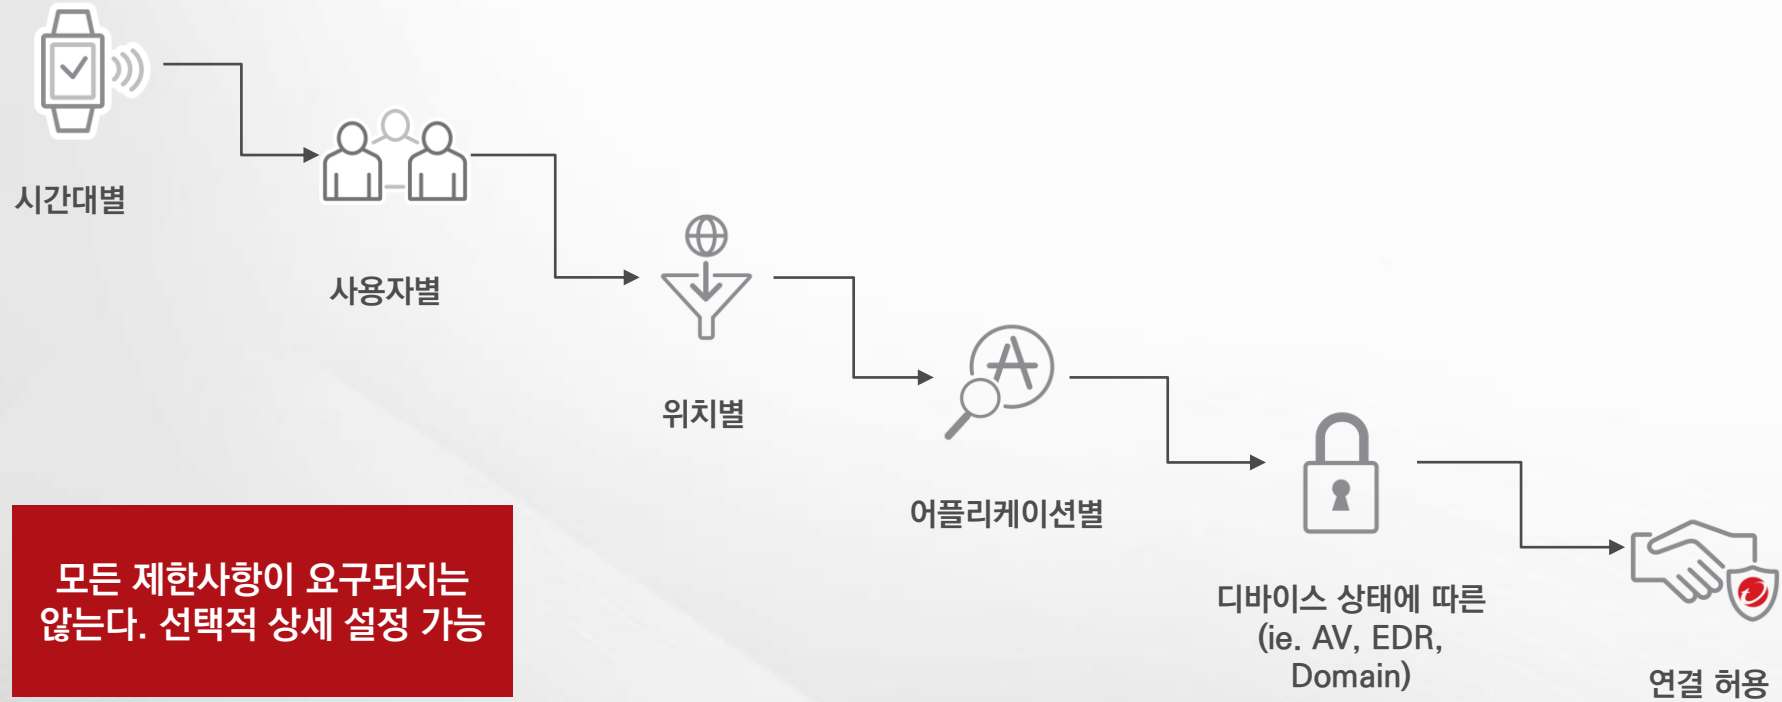 시간대별
사용자별
위치별
어플리케이션별
디바이스 상태에 따른
(ie. AV, EDR,
Domain)
연결 허용
모든 제한사항이 요구되지는
않는다. 선택적 상세 설정 가능